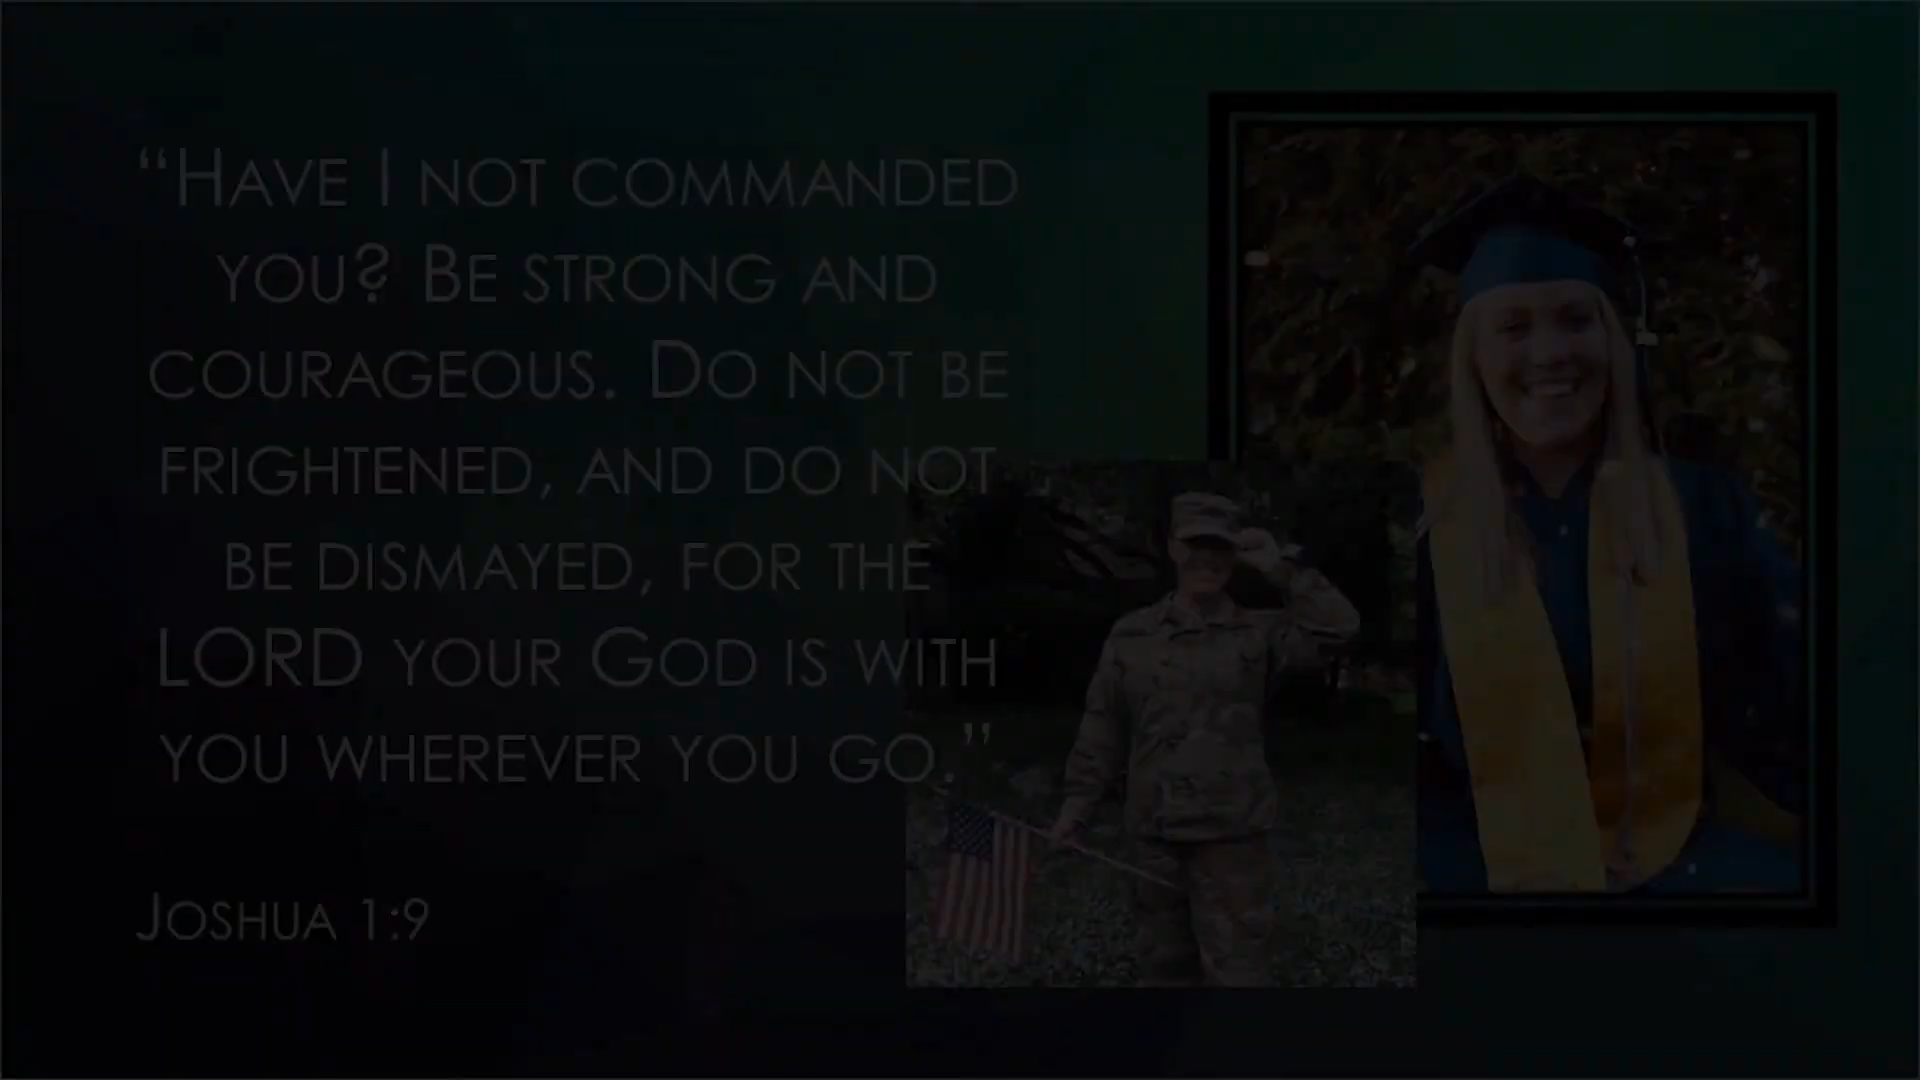 “Have I not commanded
you? Be strong and
courageous. Do not be
frightened, and do not
be dismayed, for the
LORD your God is with
you wherever you go.”
Joshua 1:9